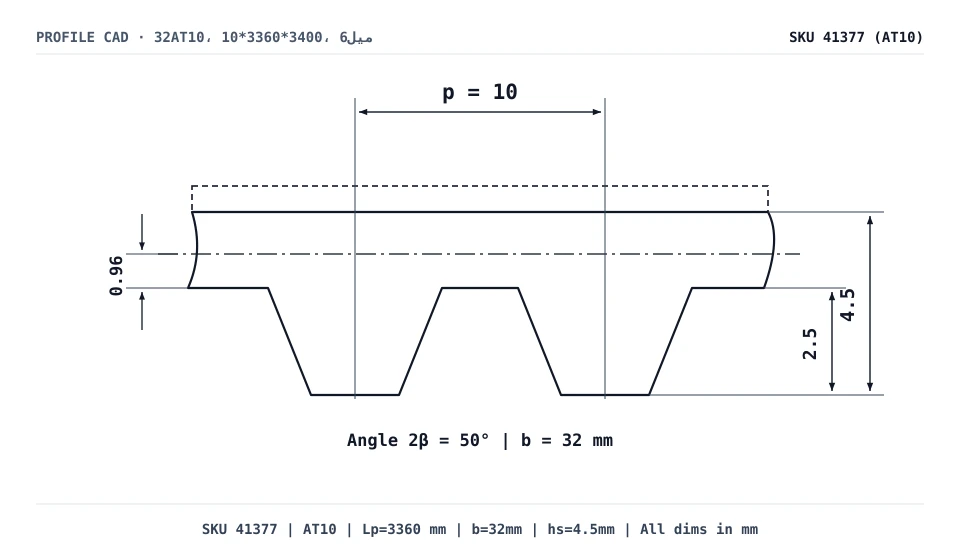 PROFILE CAD · 32AT10، 10*3360*3400، 6ميل
SKU 41377 (AT10)
p = 10
0.96
4.5
2.5
Angle 2β = 50° | b = 32 mm
SKU 41377 | AT10 | Lp=3360 mm | b=32mm | hs=4.5mm | All dims in mm